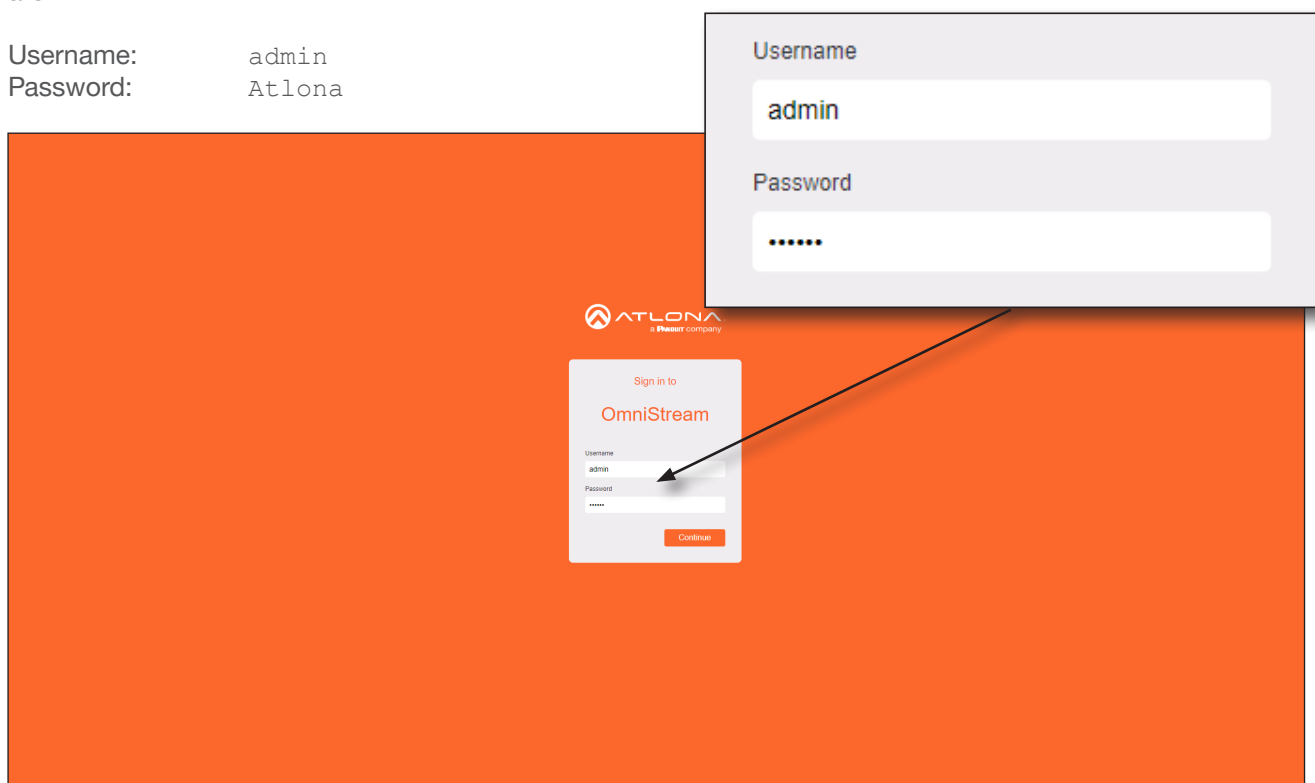 Username: admin
Password: Atlona
Username
admin
Password
••••••
ATLONA
a PANDUIT company
Sign in to
OmniStream
Username
admin
Password
••••••
Continue